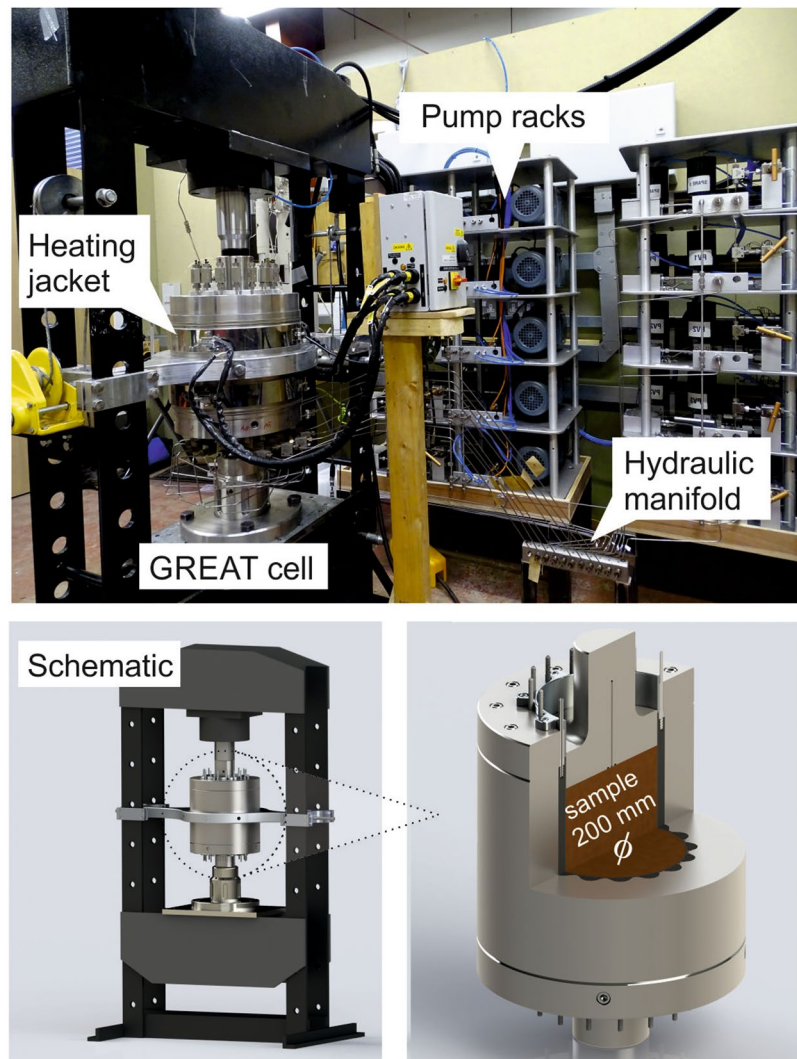 Pump racks
Heating
jacket
Hydraulic
manifold
GREAT cell
Schematic
sample
200 mm
Ø